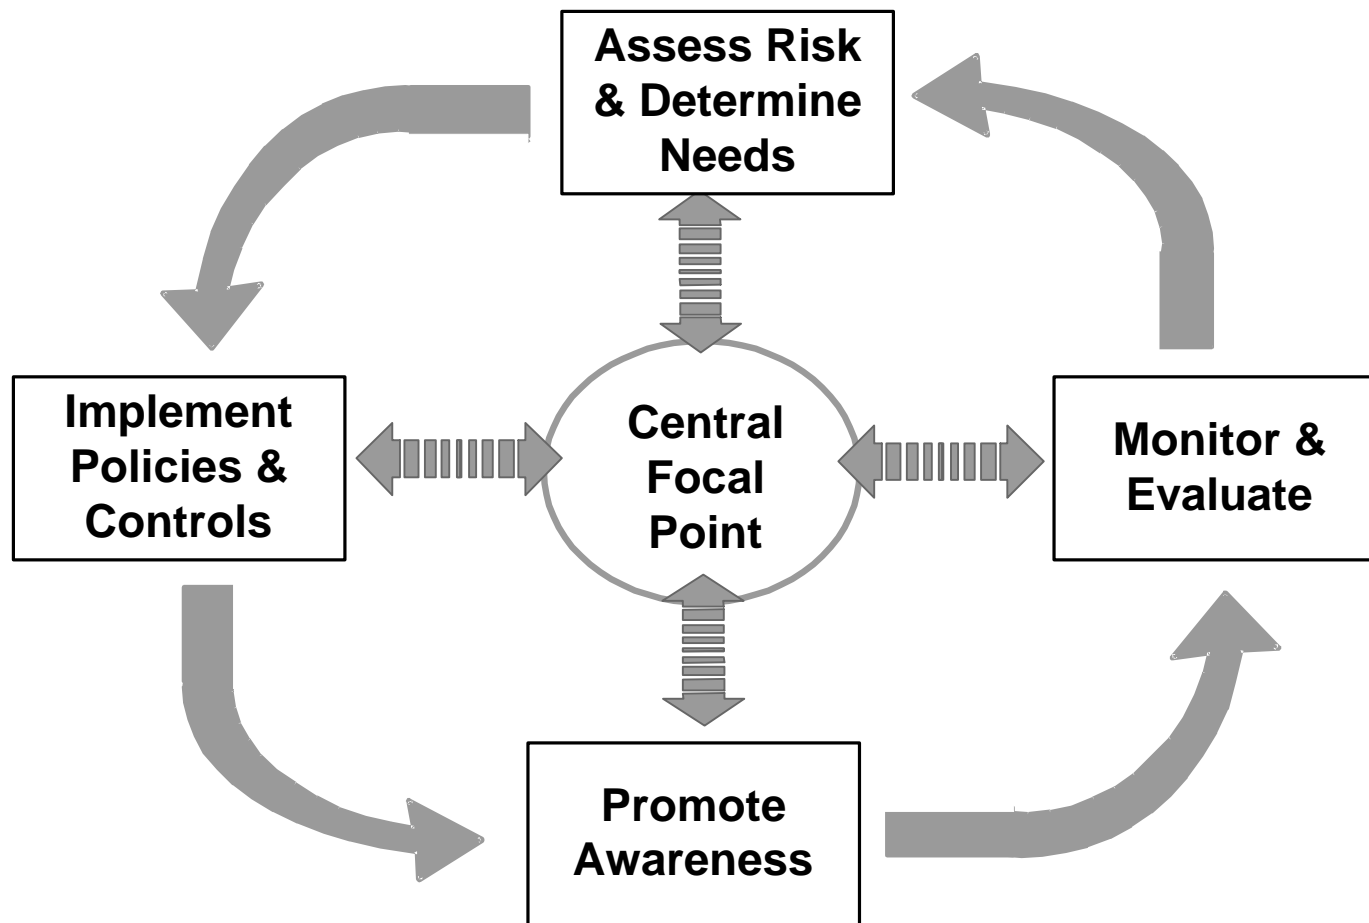 Assess Risk
& Determine
Needs
Implement
Policies &
Controls
Central
Focal
Point
Monitor &
Evaluate
Promote
Awareness